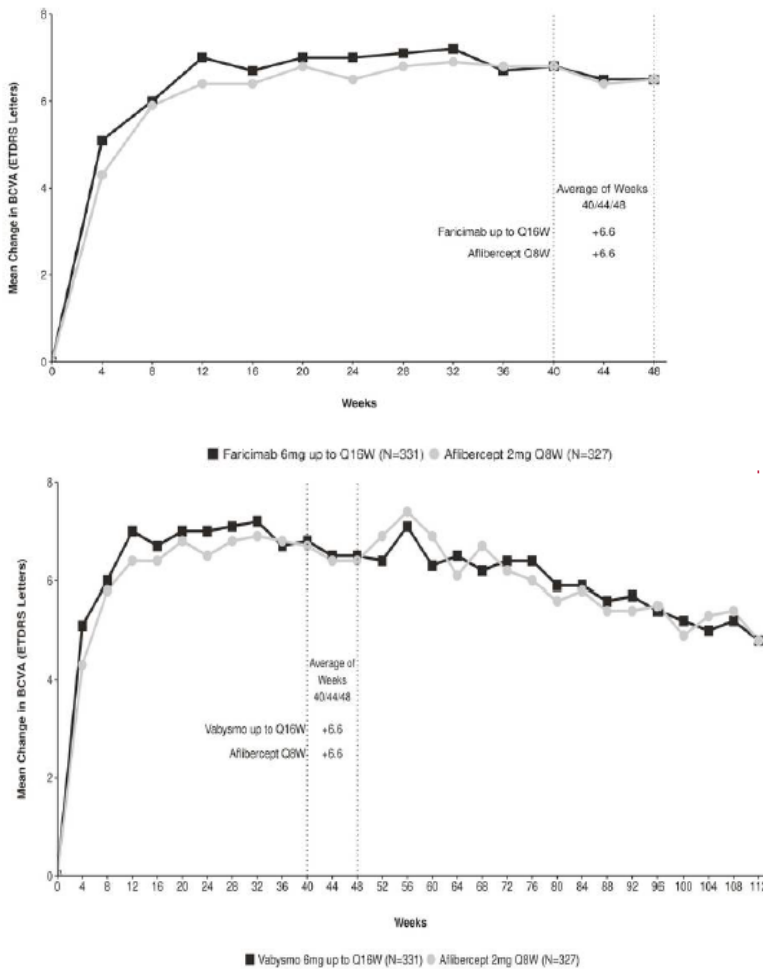 8
6
4
2
0
Mean Change in BCVA (ETDRS Letters)
Average of Weeks
40/44/48
Faricimab up to Q16W +6.6
Aflibercept Q8W +6.6
0 4 8 12 16 20 24 28 32 36 40 44 48
Weeks
Faricimab 6mg up to Q16W (N=331) Aflibercept 2mg Q8W (N=327)
8
6
4
2
0
Mean Change in BCVA (ETDRS Letters)
Average of
Weeks
40/44/48
Vabysmo up to Q16W +6.6
Aflibercept Q8W +6.6
0 4 8 12 16 20 24 28 32 36 40 44 48 52 56 60 64 68 72 76 80 84 88 92 96 100 104 108 112
Weeks
Vabysmo 6mg up to Q16W (N=331) Aflibercept 2mg Q8W (N=327)